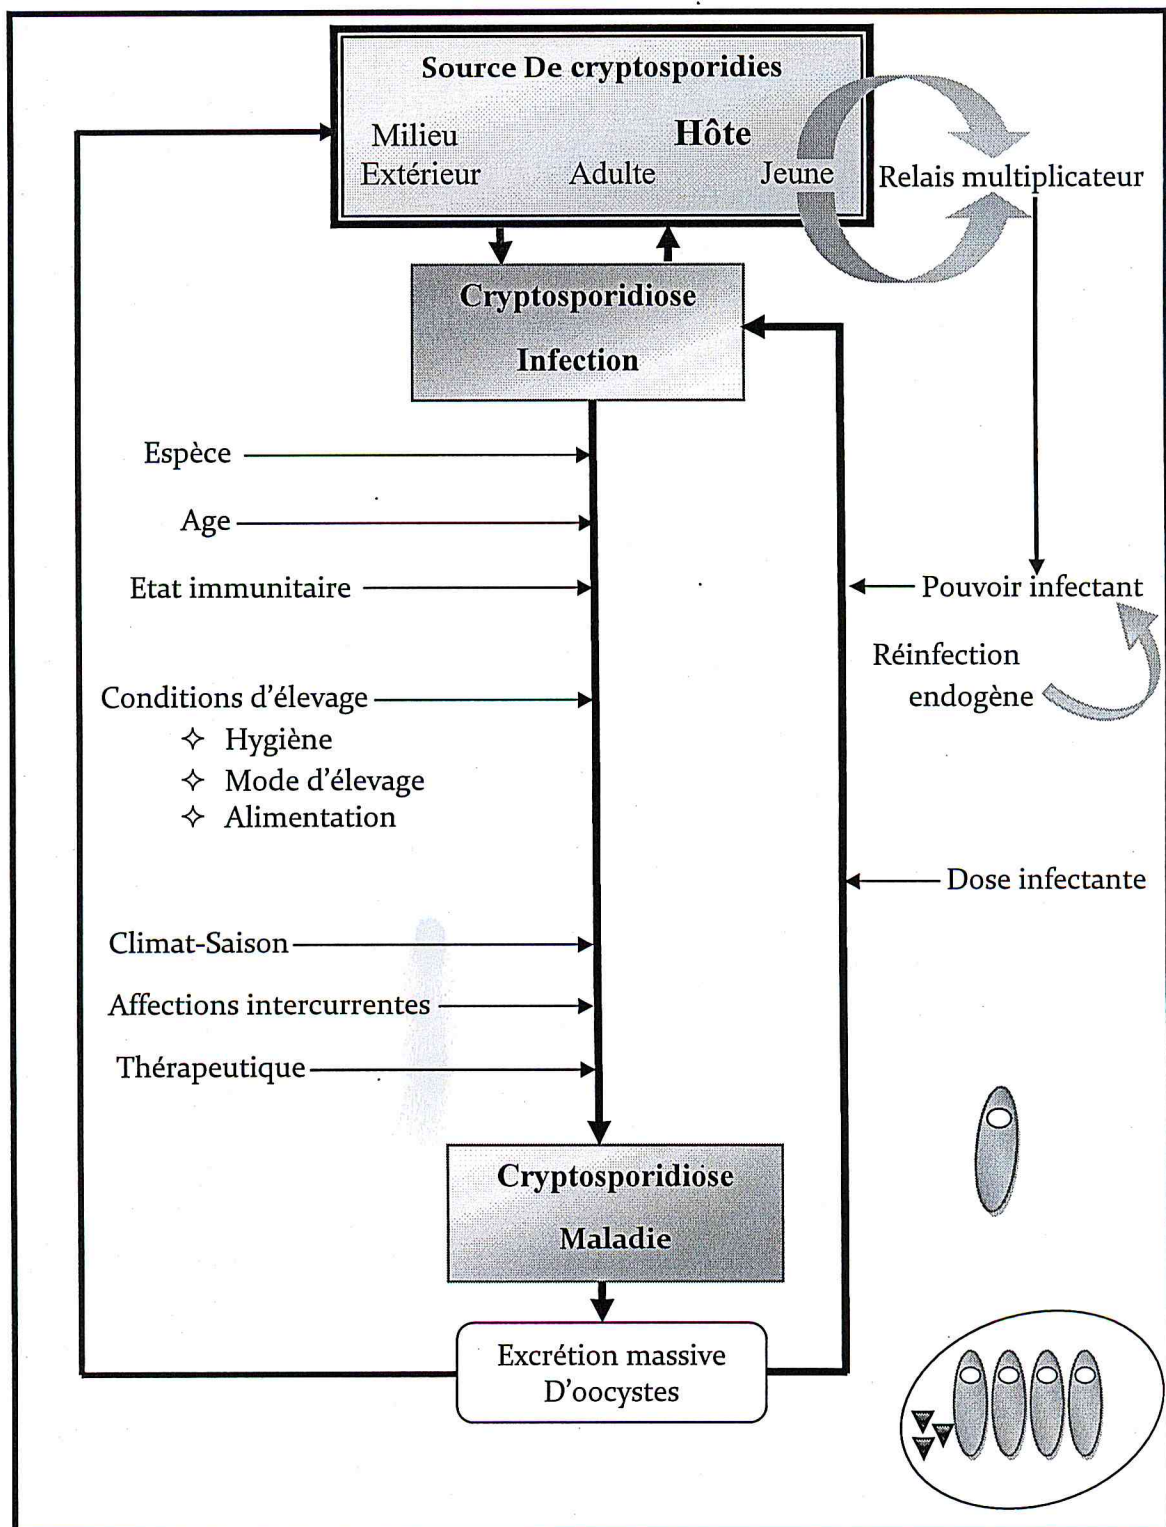 Source De cryptosporidies
Hôte
Milieu
Extérieur
Adulte
Jeune
Relais multiplicateur
Cryptosporidiose
Infection
Espèce
Age
Etat immunitaire
Pouvoir infectant
Réinfection
endogène
Conditions d'élevage
Hygiène
Mode d'élevage
Alimentation
Dose infectante
Climat-Saison
Affections intercurrentes
Thérapeutique
Cryptosporidiose
Maladie
Excrétion massive
D'oocystes